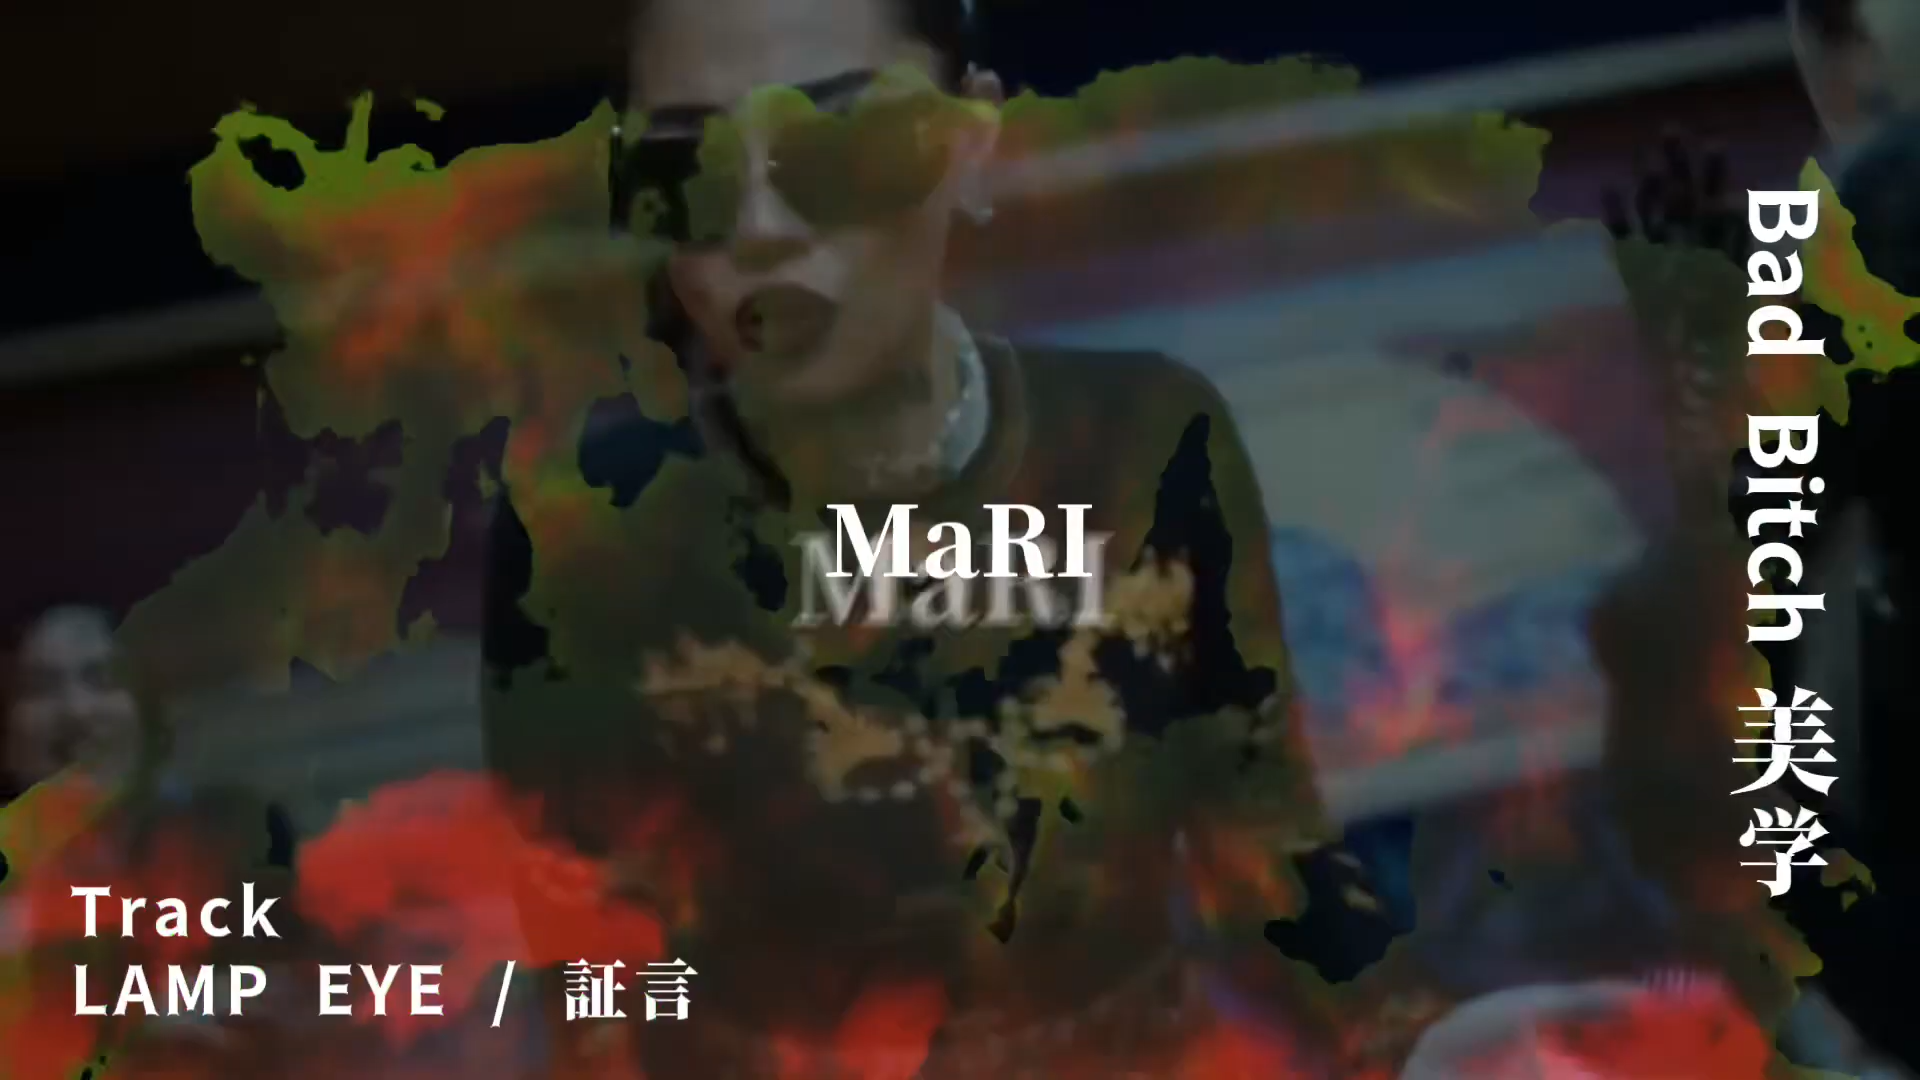 MaRI
Bad Bitch 美学
Track
LAMP EYE / 証言